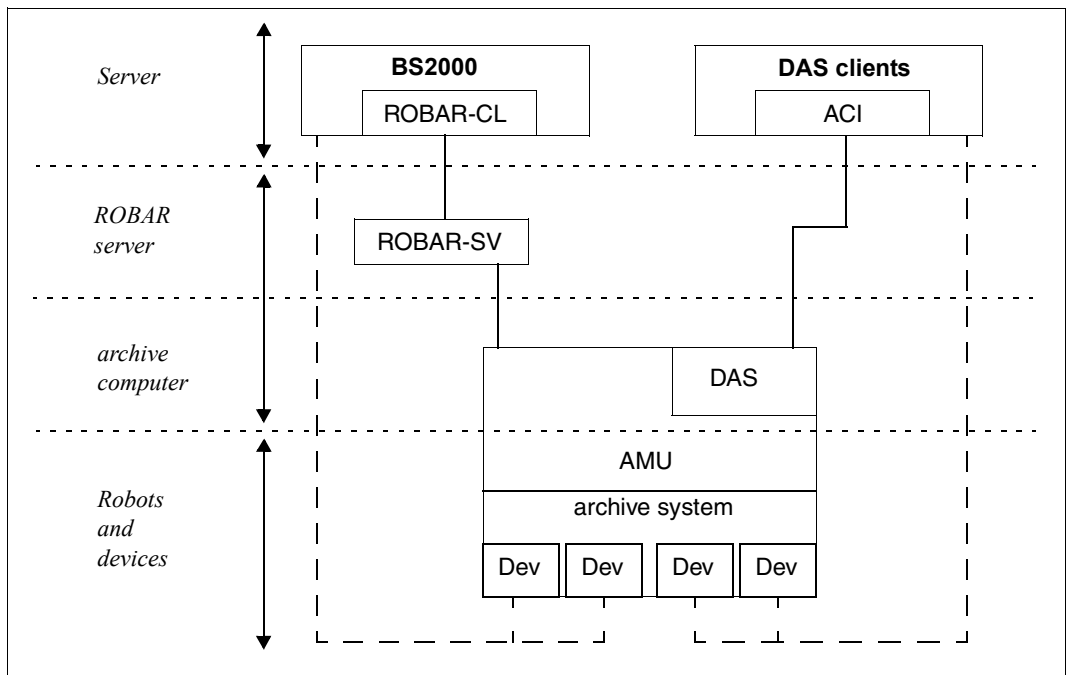 Server
BS2000
DAS clients
ROBAR-CL
ACI
ROBAR
server
ROBAR-SV
archive
computer
DAS
AMU
Robots
and
devices
archive system
Dev
Dev
Dev
Dev